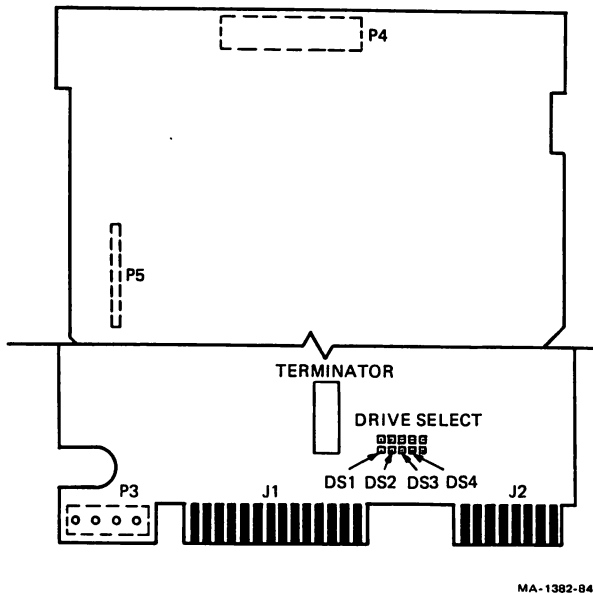 P4
P5
TERMINATOR
DRIVE SELECT
DS1 DS2 DS3 DS4
P3
J1
J2
MA-1382-84